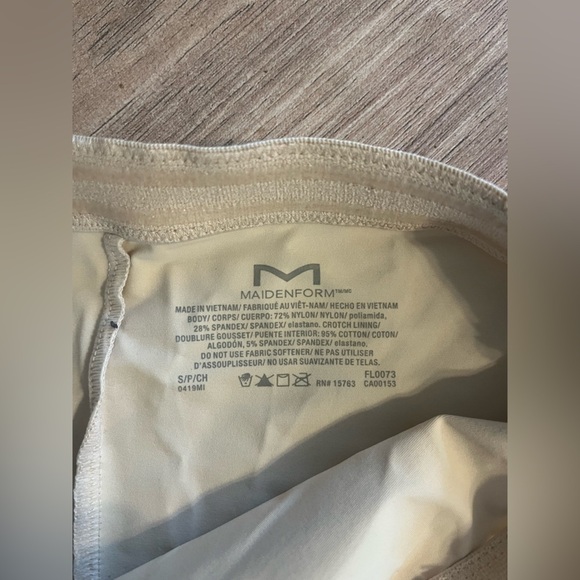 M
MAIDENFORM™/MD
MADE IN VIETNAM/ FABRIQUÉ AU VIÊT-NAM/ HECHO EN VIETNAM
BODY/ CORPS/ CUERPO: 72% NYLON/ NYLON/ poliamida,
28% SPANDEX/ SPANDEX/ elastano. CROTCH LINING/
DOUBLURE GOUSSET/ PUENTE INTERIOR: 95% COTTON/ COTON/
ALGODÓN, 5% SPANDEX/ SPANDEX/ elastano.
DO NOT USE FABRIC SOFTENER/ NE PAS UTILISER
D'ASSOUPLISSEUR/ NO USAR SUAVIZANTE DE TELAS.
S/P/CH
0419MI
RN# 15763
FL0073
CA00153